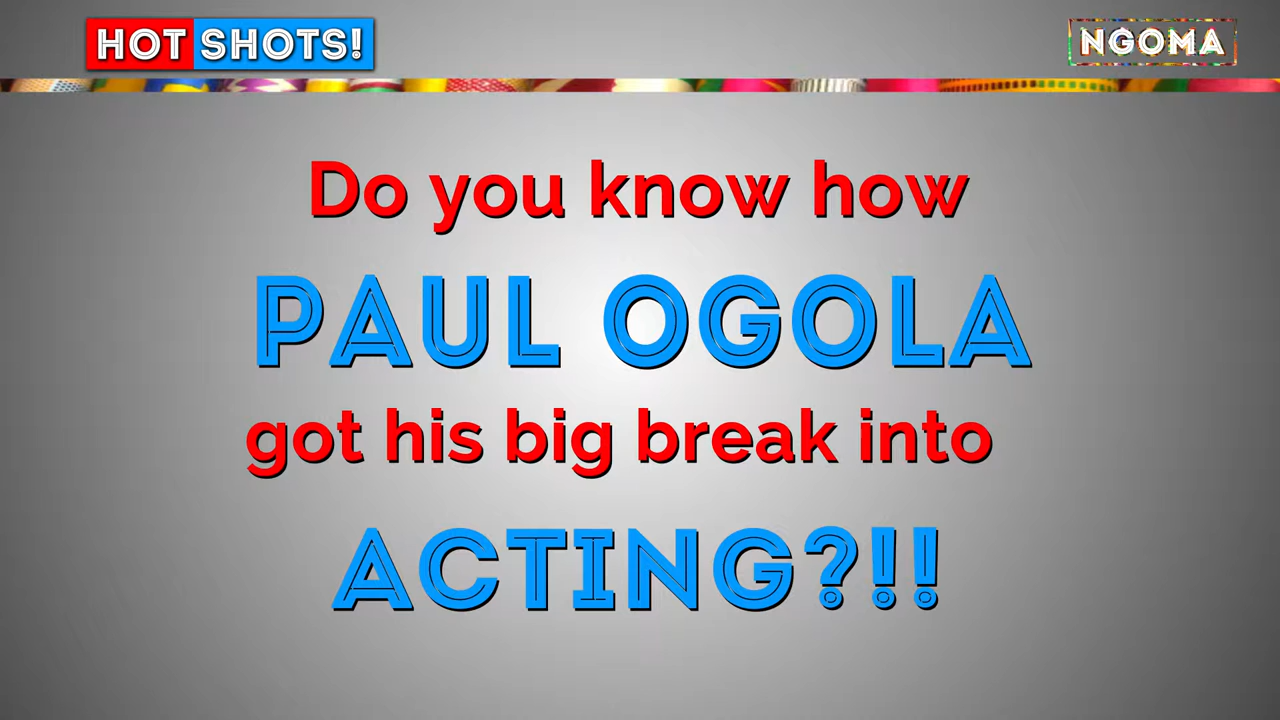 HOT SHOTS!
NGOMA
Do you know how
PAUL OGOLA
got his big break into
ACTING?!!